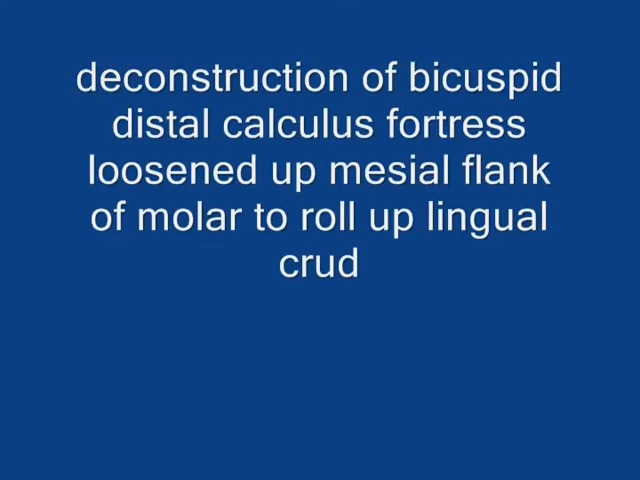 deconstruction of bicuspid
distal calculus fortress
loosened up mesial flank
of molar to roll up lingual
crud